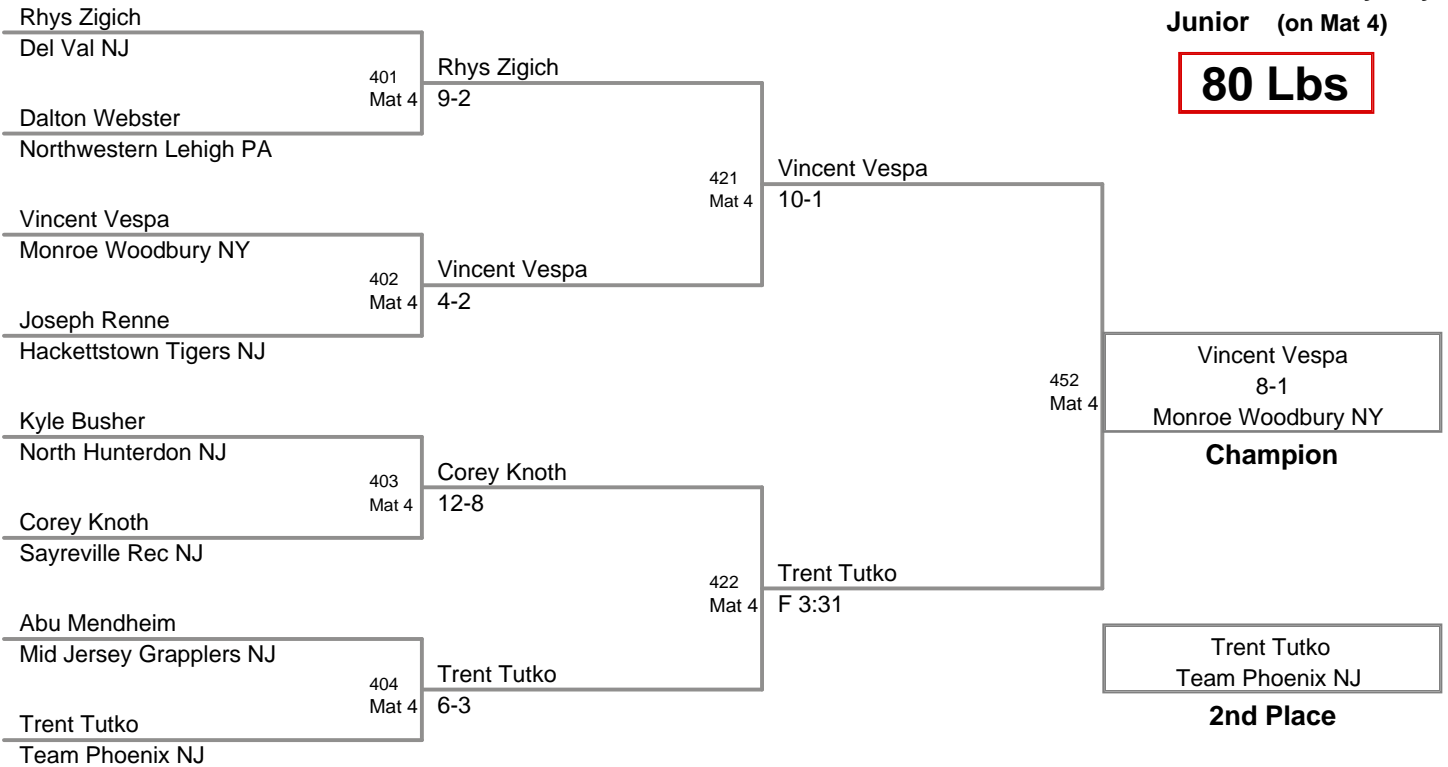 Junior (on Mat 4)
80 Lbs
Rhys Zigich
Del Val NJ
401
Mat 4
Rhys Zigich
9-2
Dalton Webster
Northwestern Lehigh PA
421
Mat 4
Vincent Vespa
10-1
Vincent Vespa
Monroe Woodbury NY
402
Mat 4
Vincent Vespa
4-2
Joseph Renne
Hackettstown Tigers NJ
452
Mat 4
Vincent Vespa
8-1
Monroe Woodbury NY
Champion
Kyle Busher
North Hunterdon NJ
403
Mat 4
Corey Knoth
12-8
Corey Knoth
Sayreville Rec NJ
422
Mat 4
Trent Tutko
F 3:31
Abu Mendheim
Mid Jersey Grapplers NJ
404
Mat 4
Trent Tutko
6-3
Trent Tutko
Team Phoenix NJ
Trent Tutko
Team Phoenix NJ
2nd Place